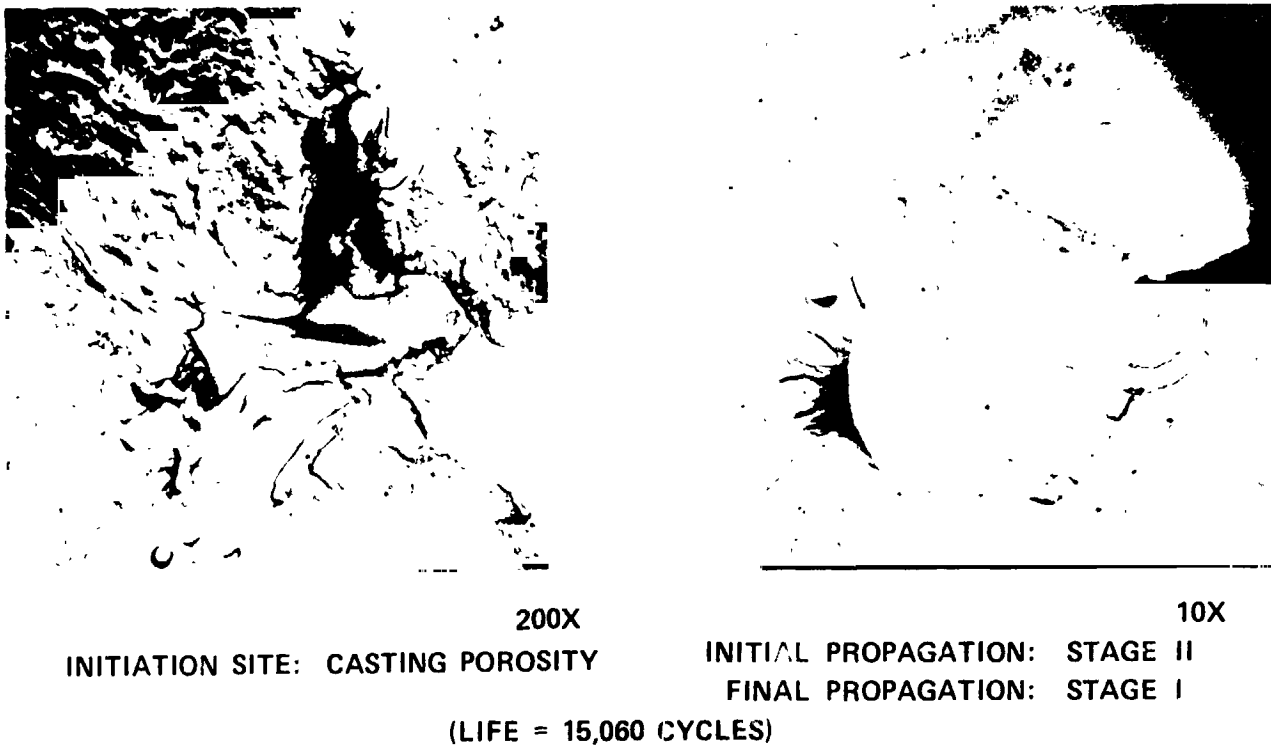 200X
INITIATION SITE: CASTING POROSITY
10X
INITIAL PROPAGATION: STAGE II
FINAL PROPAGATION: STAGE I
(LIFE = 15,060 CYCLES)